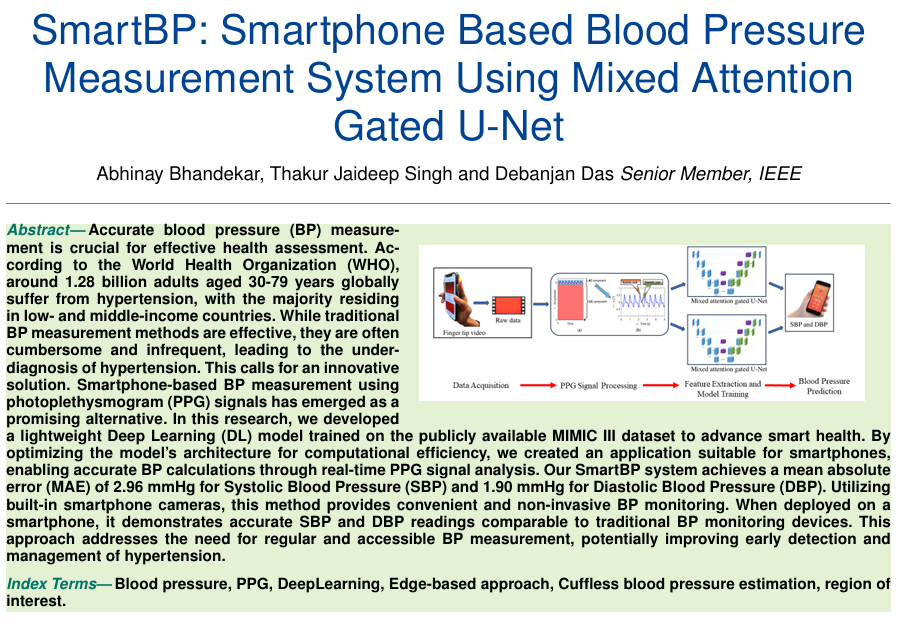 SmartBP: Smartphone Based Blood Pressure
Measurement System Using Mixed Attention
Gated U-Net
Abhinay Bhandekar, Thakur Jaideep Singh and Debanjan Das Senior Member, IEEE
Abstract— Accurate blood pressure (BP) measure-
ment is crucial for effective health assessment. Ac-
cording to the World Health Organization (WHO),
around 1.28 billion adults aged 30-79 years globally
suffer from hypertension, with the majority residing
in low- and middle-income countries. While traditional
BP measurement methods are effective, they are often
cumbersome and infrequent, leading to the under-
diagnosis of hypertension. This calls for an innovative
solution. Smartphone-based BP measurement using
photoplethysmogram (PPG) signals has emerged as a
promising alternative. In this research, we developed
a lightweight Deep Learning (DL) model trained on the publicly available MIMIC III dataset to advance smart health. By
optimizing the model's architecture for computational efficiency, we created an application suitable for smartphones,
enabling accurate BP calculations through real-time PPG signal analysis. Our SmartBP system achieves a mean absolute
error (MAE) of 2.96 mmHg for Systolic Blood Pressure (SBP) and 1.90 mmHg for Diastolic Blood Pressure (DBP). Utilizing
built-in smartphone cameras, this method provides convenient and non-invasive BP monitoring. When deployed on a
smartphone, it demonstrates accurate SBP and DBP readings comparable to traditional BP monitoring devices. This
approach addresses the need for regular and accessible BP measurement, potentially improving early detection and
management of hypertension.
Finger tip video
Raw data
(a)
(b)
Mixed attention gated U-Net
Mixed attention gated U-Net
SBP and DBP
Data Acquisition
PPG Signal Processing
Feature Extraction and
Model Training
Blood Pressure
Prediction
Index Terms— Blood pressure, PPG, DeepLearning, Edge-based approach, Cuffless blood pressure estimation, region of
interest.